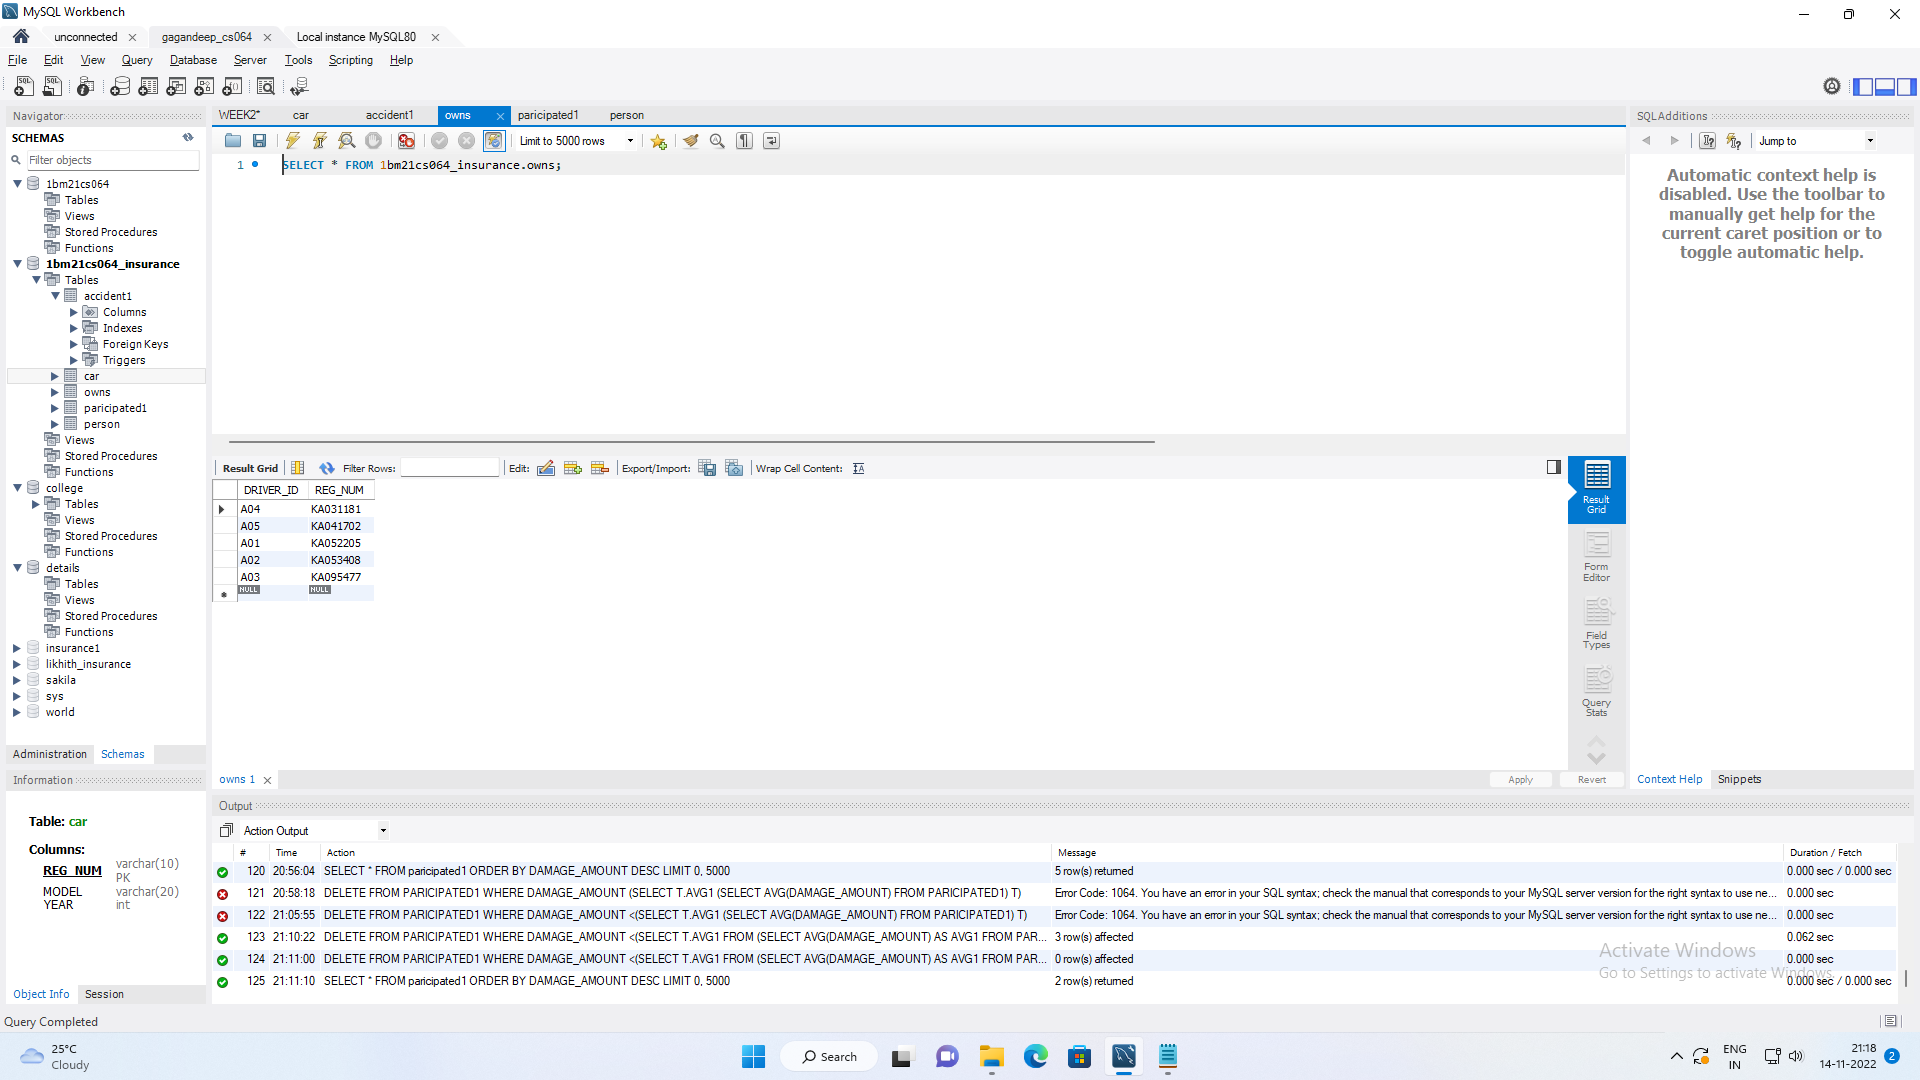 MySQL Workbench
unconnected
gagandeep_cs064
Local instance MySQL80
File Edit View Query Database Server Tools Scripting Help
Navigator
SCHEMAS
Filter objects
1bm21cs064
Tables
Views
Stored Procedures
Functions
1bm21cs064_insurance
Tables
accident1
Columns
Indexes
Foreign Keys
Triggers
car
owns
paricipated1
person
Views
Stored Procedures
Functions
college
Tables
Views
Stored Procedures
Functions
details
Tables
Views
Stored Procedures
Functions
insurance1
likhith_insurance
sakila
sys
world
Administration Schemas
Information
Table: car
Columns:
REG_NUM varchar(10) PK
MODEL varchar(20)
YEAR int
Object Info Session
Query Completed
WEEK2* car accident1 owns paricipated1 person
Limit to 5000 rows
1 SELECT * FROM 1bm21cs064_insurance.owns;
Result Grid Filter Rows: Edit: Export/Import: Wrap Cell Content:
DRIVER_ID REG_NUM
A04 KA031181
A05 KA041702
A01 KA052205
A02 KA053408
A03 KA095477
NULL NULL
Result Grid
Form Editor
Field Types
Query Stats
owns 1
Apply Revert
SQLAdditions
Jump to
Automatic context help is
disabled. Use the toolbar to
manually get help for the
current caret position or to
toggle automatic help.
Context Help Snippets
Output
Action Output
# Time Action Message Duration / Fetch
120 20:56:04 SELECT * FROM paricipated1 ORDER BY DAMAGE_AMOUNT DESC LIMIT 0, 5000 5 row(s) returned 0.000 sec / 0.000 sec
121 20:58:18 DELETE FROM PARICIPATED1 WHERE DAMAGE_AMOUNT (SELECT T.AVG1 (SELECT AVG(DAMAGE_AMOUNT) FROM PARICIPATED1) T) Error Code: 1064. You have an error in your SQL syntax; check the manual that corresponds to your MySQL server version for the right syntax to use ne... 0.000 sec
122 21:05:55 DELETE FROM PARICIPATED1 WHERE DAMAGE_AMOUNT <(SELECT T.AVG1 (SELECT AVG(DAMAGE_AMOUNT) FROM PARICIPATED1) T) Error Code: 1064. You have an error in your SQL syntax; check the manual that corresponds to your MySQL server version for the right syntax to use ne... 0.000 sec
123 21:10:22 DELETE FROM PARICIPATED1 WHERE DAMAGE_AMOUNT <(SELECT T.AVG1 FROM (SELECT AVG(DAMAGE_AMOUNT) AS AVG1 FROM PAR... 3 row(s) affected 0.062 sec
124 21:11:00 DELETE FROM PARICIPATED1 WHERE DAMAGE_AMOUNT <(SELECT T.AVG1 FROM (SELECT AVG(DAMAGE_AMOUNT) AS AVG1 FROM PAR... 0 row(s) affected 0.000 sec
125 21:11:10 SELECT * FROM paricipated1 ORDER BY DAMAGE_AMOUNT DESC LIMIT 0, 5000 2 row(s) returned 0.000 sec / 0.000 sec
Activate Windows
Go to Settings to activate Windows.
25°C
Cloudy
Search
ENG
IN
21:18
14-11-2022
2